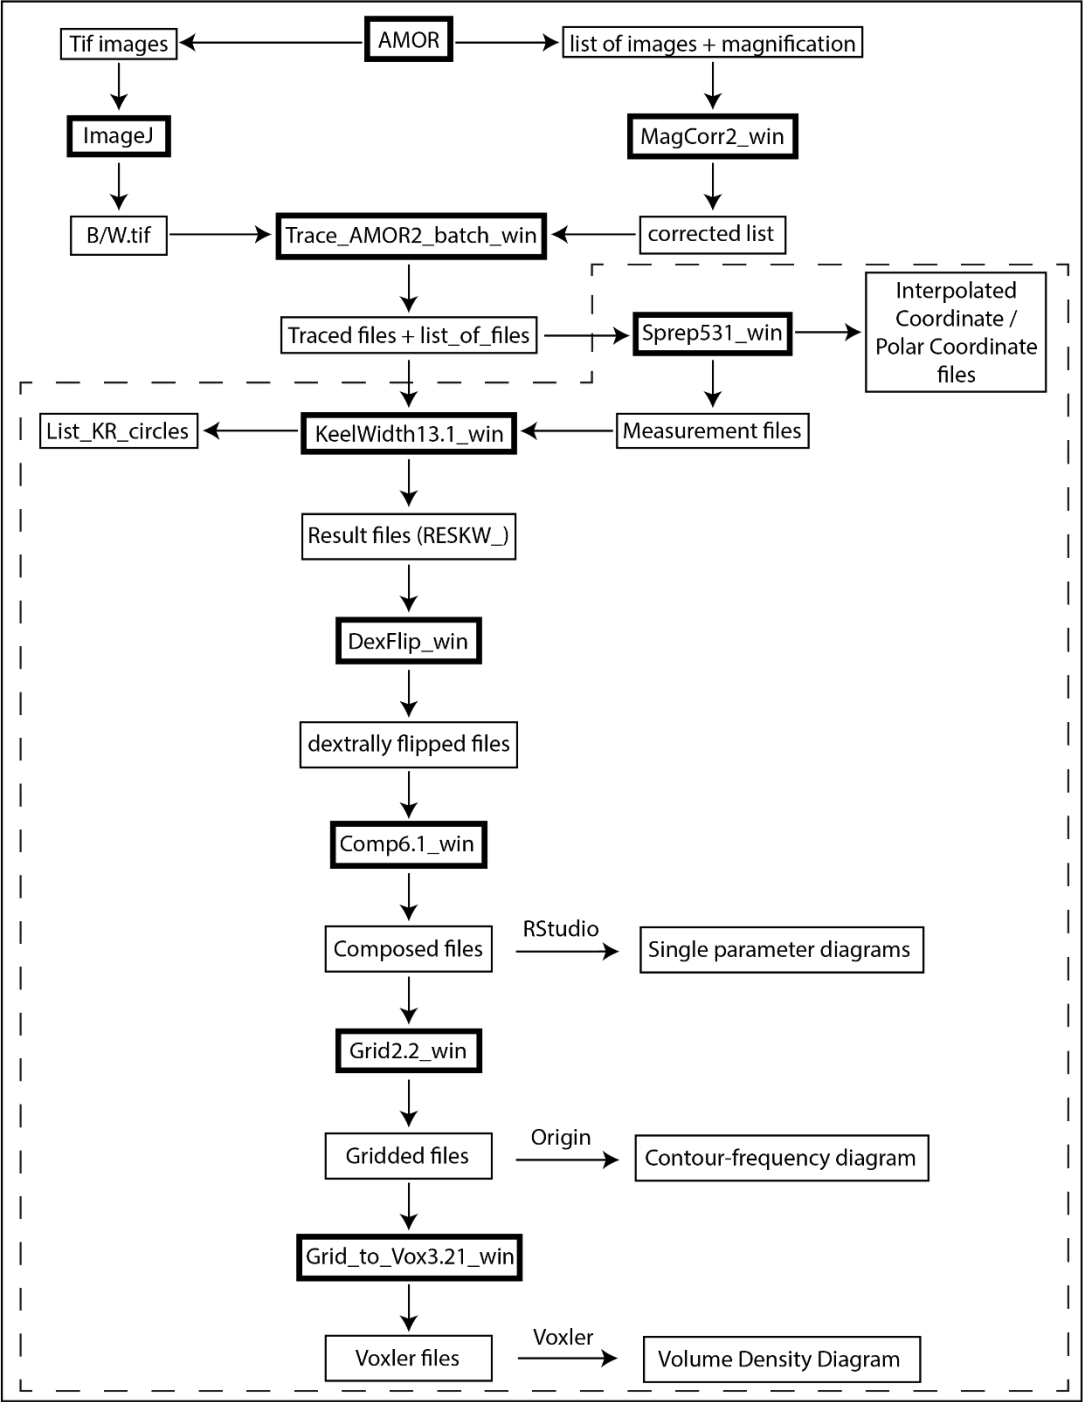 Tif images
AMOR
list of images + magnification
ImageJ
MagCorr2_win
B/W.tif
Trace_AMOR2_batch_win
corrected list
Traced files + list_of_files
Sprep531_win
Interpolated
Coordinate /
Polar Coordinate
files
List_KR_circles
KeelWidth13.1_win
Measurement files
Result files (RESKW_)
DexFlip_win
dextrally flipped files
Comp6.1_win
Composed files
RStudio
Single parameter diagrams
Grid2.2_win
Gridded files
Origin
Contour-frequency diagram
Grid_to_Vox3.21_win
Voxler files
Voxler
Volume Density Diagram